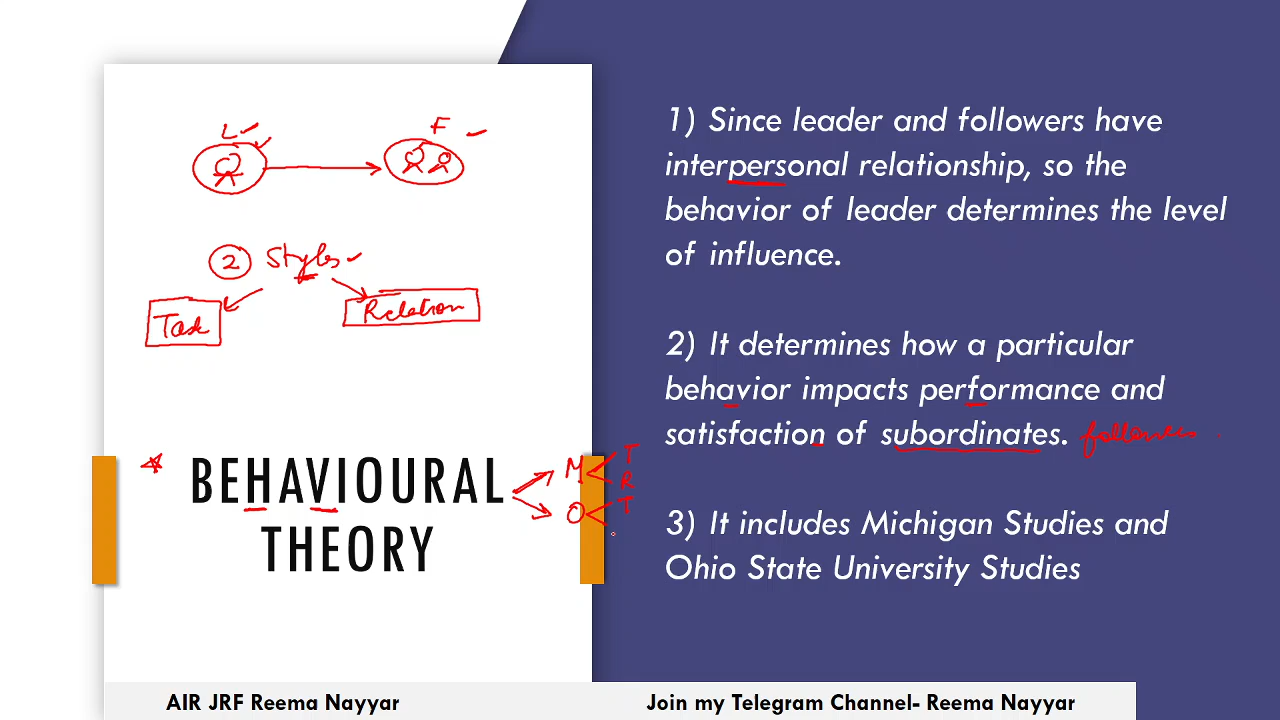 L
F
2 Styles
Task
Relation
BEHAVIOURAL
THEORY
M
T
R
O
T
1) Since leader and followers have
interpersonal relationship, so the
behavior of leader determines the level
of influence.
2) It determines how a particular
behavior impacts performance and
satisfaction of subordinates. followers
3) It includes Michigan Studies and
Ohio State University Studies
AIR JRF Reema Nayyar
Join my Telegram Channel- Reema Nayyar